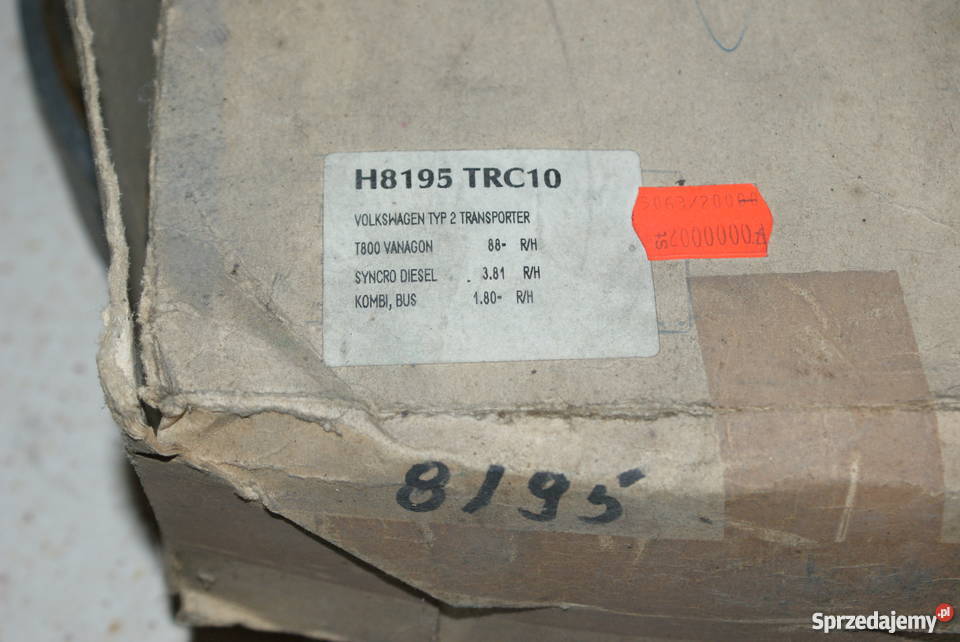 H8195 TRC10
VOLKSWAGEN TYP 2 TRANSPORTER
T800 VANAGON 88- R/H
SYNCRO DIESEL . 3.81 R/H
KOMBI, BUS 1.80- R/H
8195
Sprzedajemy.pl